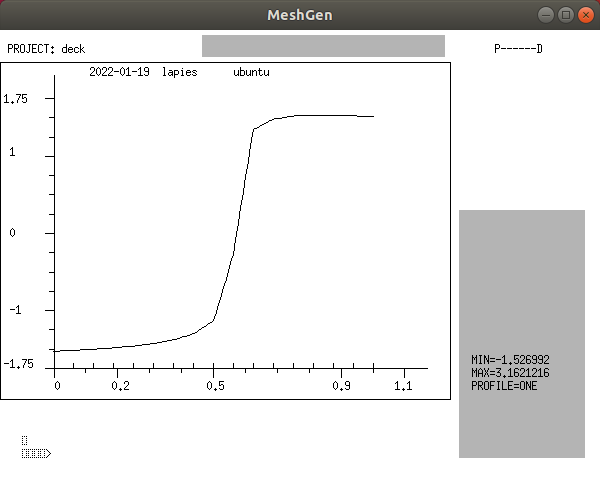 MeshGen
PROJECT: deck
P------D
2022-01-19 lapies ubuntu
1.75
1
0
-1
-1.75
0 0.2 0.5 0.9 1.1
MIN=-1.526992
MAX=3.1621216
PROFILE=ONE